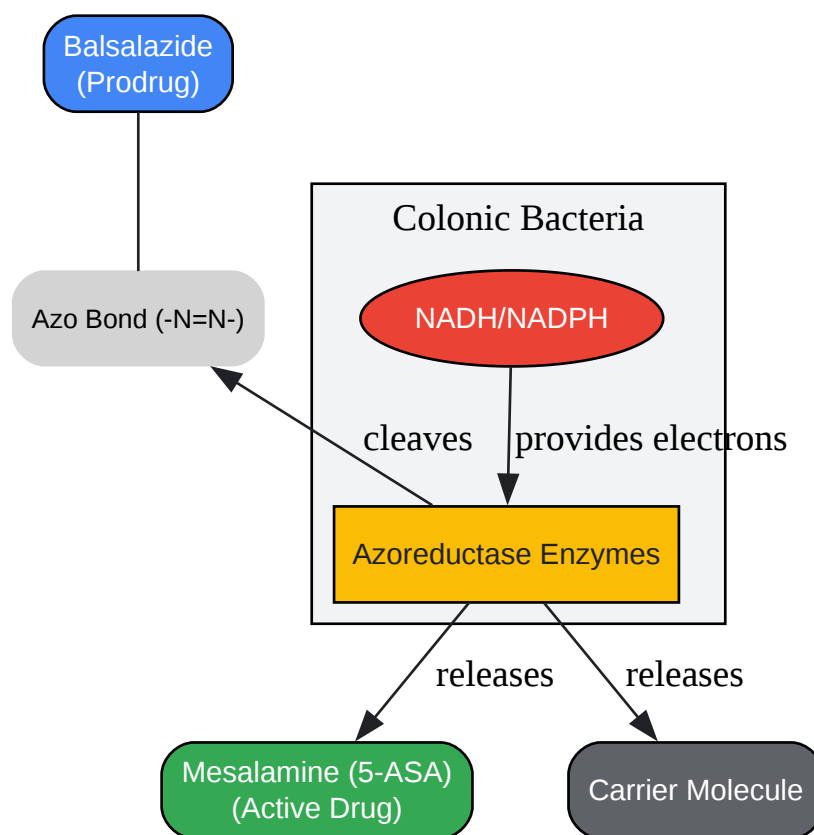 Balsalazide
(Prodrug)
Colonic Bacteria
Azo Bond (-N=N-)
NADH/NADPH
cleaves
provides electrons
Azoreductase Enzymes
releases
releases
Mesalamine (5-ASA)
(Active Drug)
Carrier Molecule